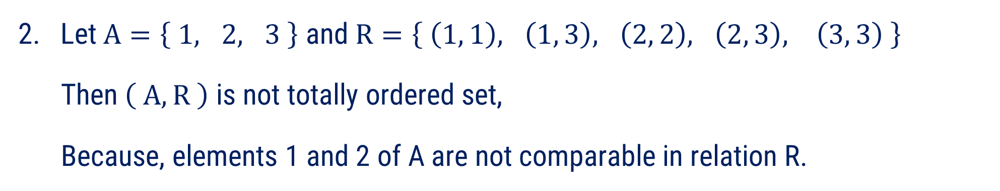 2. Let A = { 1, 2, 3 } and R = { (1, 1), (1, 3), (2, 2), (2, 3), (3, 3) }
Then ( A, R ) is not totally ordered set,
Because, elements 1 and 2 of A are not comparable in relation R.